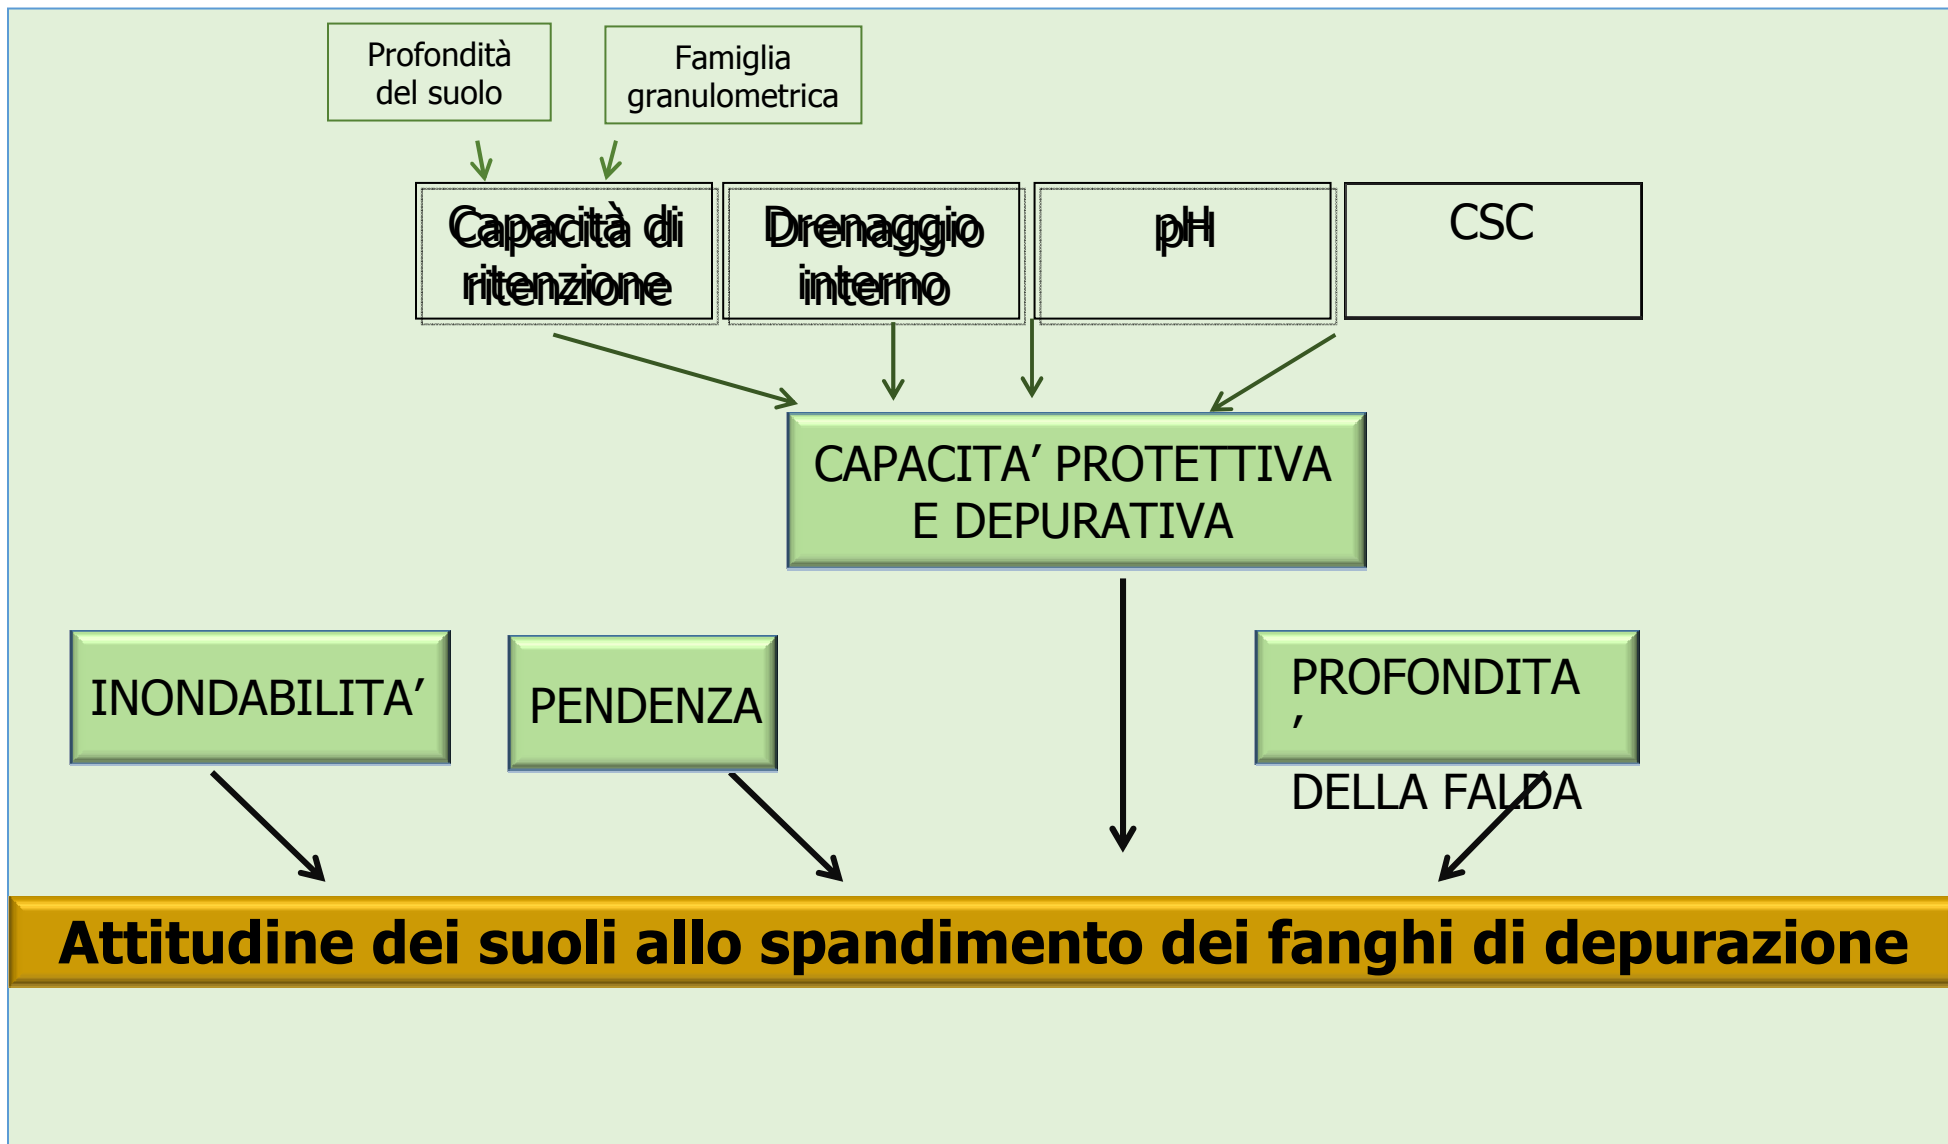 Profondità
del suolo
Famiglia
granulometrica
Capacità di
ritenzione
Drenaggio
interno
pH
CSC
CAPACITA’ PROTETTIVA
E DEPURATIVA
INONDABILITA’
PENDENZA
PROFONDITA
’
DELLA FALDA
Attitudine dei suoli allo spandimento dei fanghi di depurazione